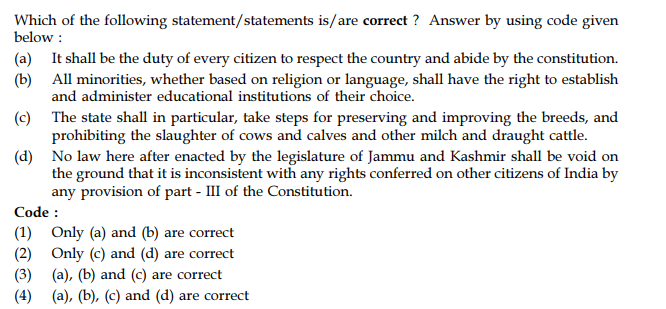 Which of the following statement/statements is/are correct ? Answer by using code given
below :
(a) It shall be the duty of every citizen to respect the country and abide by the constitution.
(b) All minorities, whether based on religion or language, shall have the right to establish
and administer educational institutions of their choice.
(c) The state shall in particular, take steps for preserving and improving the breeds, and
prohibiting the slaughter of cows and calves and other milch and draught cattle.
(d) No law here after enacted by the legislature of Jammu and Kashmir shall be void on
the ground that it is inconsistent with any rights conferred on other citizens of India by
any provision of part - III of the Constitution.
Code :
(1) Only (a) and (b) are correct
(2) Only (c) and (d) are correct
(3) (a), (b) and (c) are correct
(4) (a), (b), (c) and (d) are correct